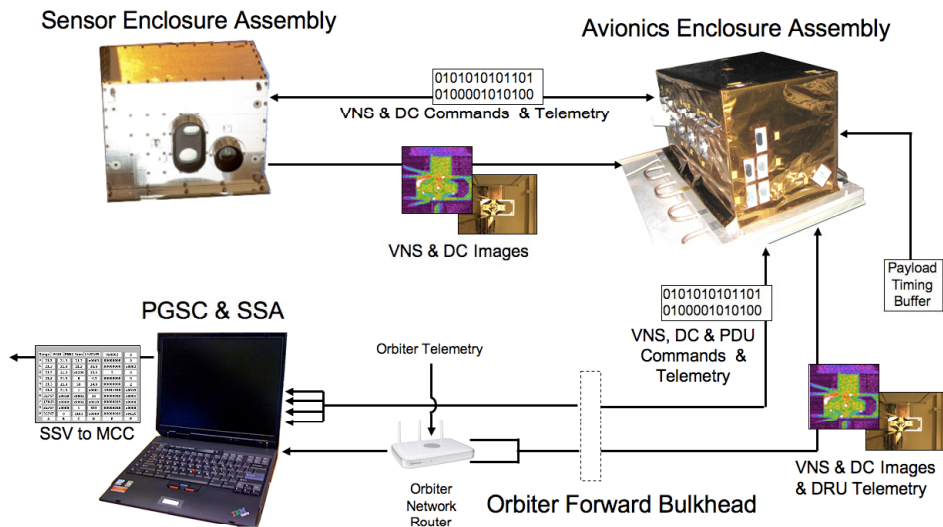 Sensor Enclosure Assembly
Avionics Enclosure Assembly
0101010101101
0100001010100
VNS & DC Commands & Telemetry
VNS & DC Images
Payload
Timing
Buffer
PGSC & SSA
0101010101101
0100001010100
VNS, DC & PDU
Commands &
Telemetry
Orbiter Telemetry
SSV to MCC
Orbiter
Network
Router
Orbiter Forward Bulkhead
VNS & DC Images
& DRU Telemetry
IBM